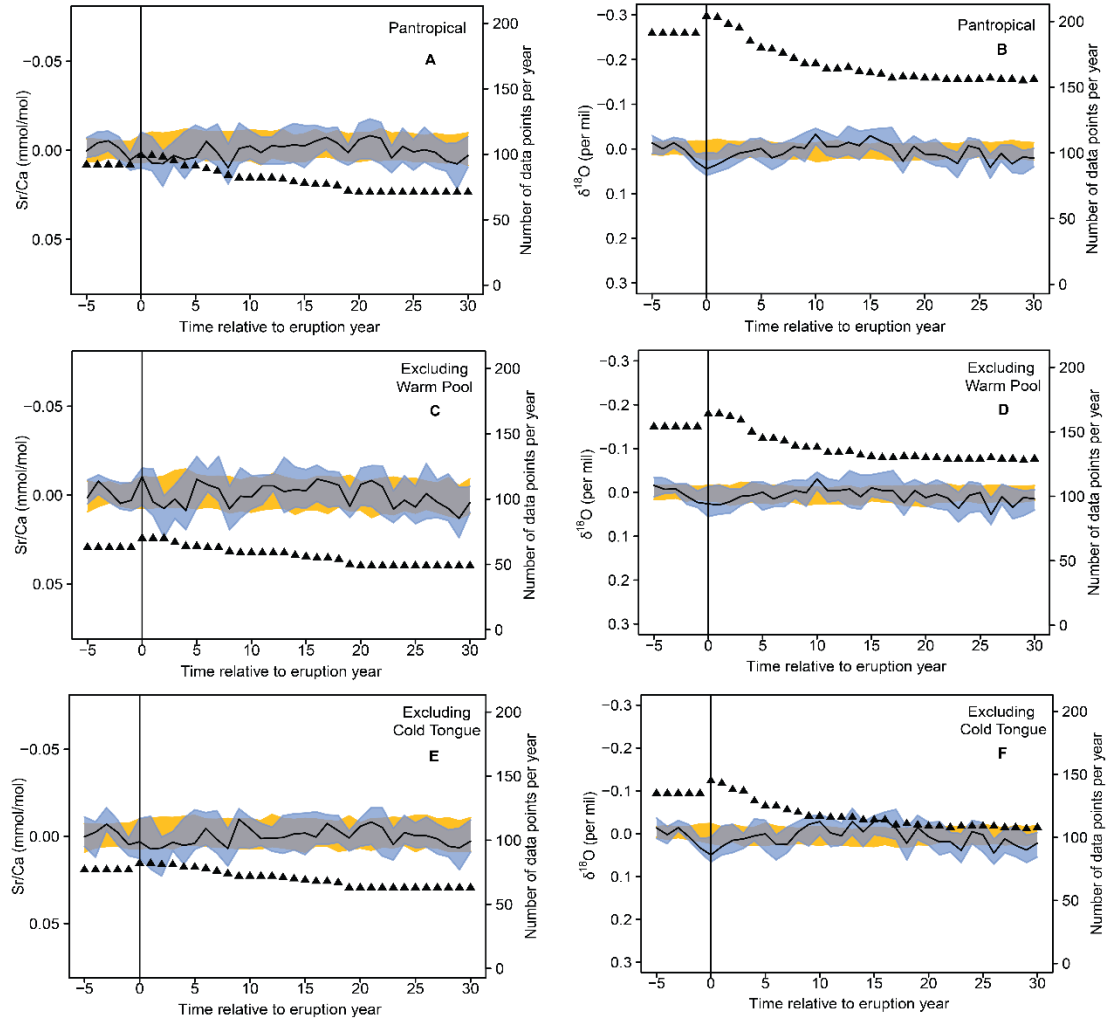 Pantropical
A
−0.05
0.00
0.05
Sr/Ca (mmol/mol)
200
150
100
50
0
Number of data points per year
−5 0 5 10 15 20 25 30
Time relative to eruption year
Pantropical
B
-0.3
-0.2
-0.1
0.0
0.1
0.2
0.3
δ18O (per mil)
200
150
100
50
0
Number of data points per year
−5 0 5 10 15 20 25 30
Time relative to eruption year
Excluding
Warm Pool
C
−0.05
0.00
0.05
Sr/Ca (mmol/mol)
200
150
100
50
0
Number of data points per year
−5 0 5 10 15 20 25 30
Time relative to eruption year
Excluding
Warm Pool
D
-0.3
-0.2
-0.1
0.0
0.1
0.2
0.3
δ18O (per mil)
200
150
100
50
0
Number of data points per year
−5 0 5 10 15 20 25 30
Time relative to eruption year
Excluding
Cold Tongue
E
−0.05
0.00
0.05
Sr/Ca (mmol/mol)
200
150
100
50
0
Number of data points per year
−5 0 5 10 15 20 25 30
Time relative to eruption year
Excluding
Cold Tongue
F
-0.3
-0.2
-0.1
0.0
0.1
0.2
0.3
δ18O (per mil)
200
150
100
50
0
Number of data points per year
−5 0 5 10 15 20 25 30
Time relative to eruption year